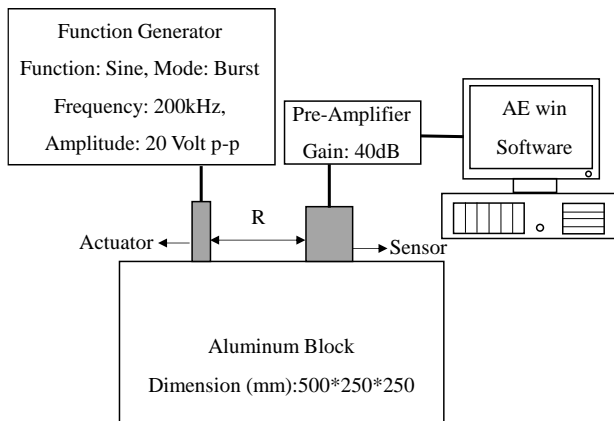 Function Generator
Function: Sine, Mode: Burst
Frequency: 200kHz,
Amplitude: 20 Volt p-p
Pre-Amplifier
Gain: 40dB
AE win
Software
R
Actuator
Sensor
Aluminum Block
Dimension (mm):500*250*250